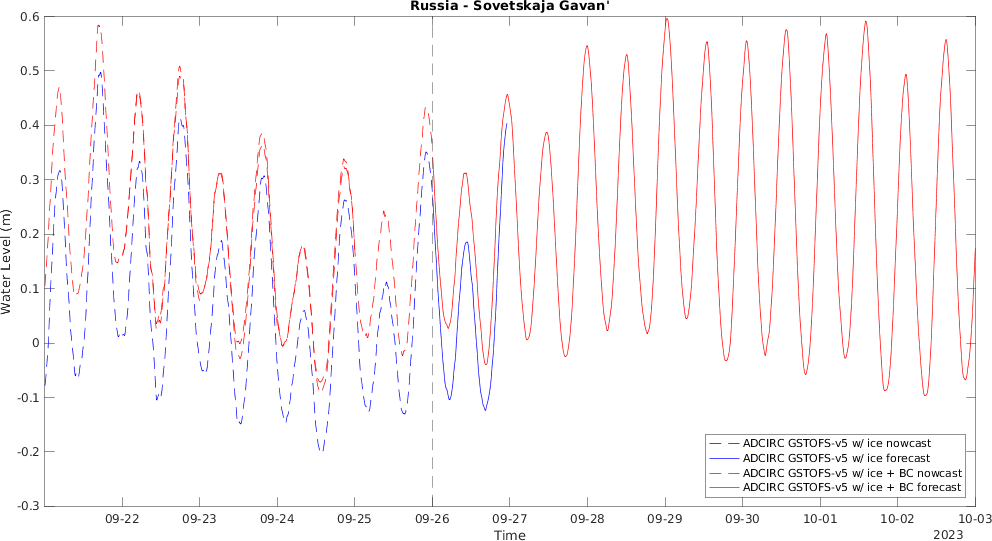 Russia - Sovetskaja Gavan'
0.6
0.5
0.4
0.3
0.2
0.1
0
-0.1
-0.2
-0.3
Water Level (m)
ADCIRC GSTOFS-v5 w/ ice nowcast
ADCIRC GSTOFS-v5 w/ ice forecast
ADCIRC GSTOFS-v5 w/ ice + BC nowcast
ADCIRC GSTOFS-v5 w/ ice + BC forecast
09-22 09-23 09-24 09-25 09-26 09-27 09-28 09-29 09-30 10-01 10-02 10-03
Time
2023